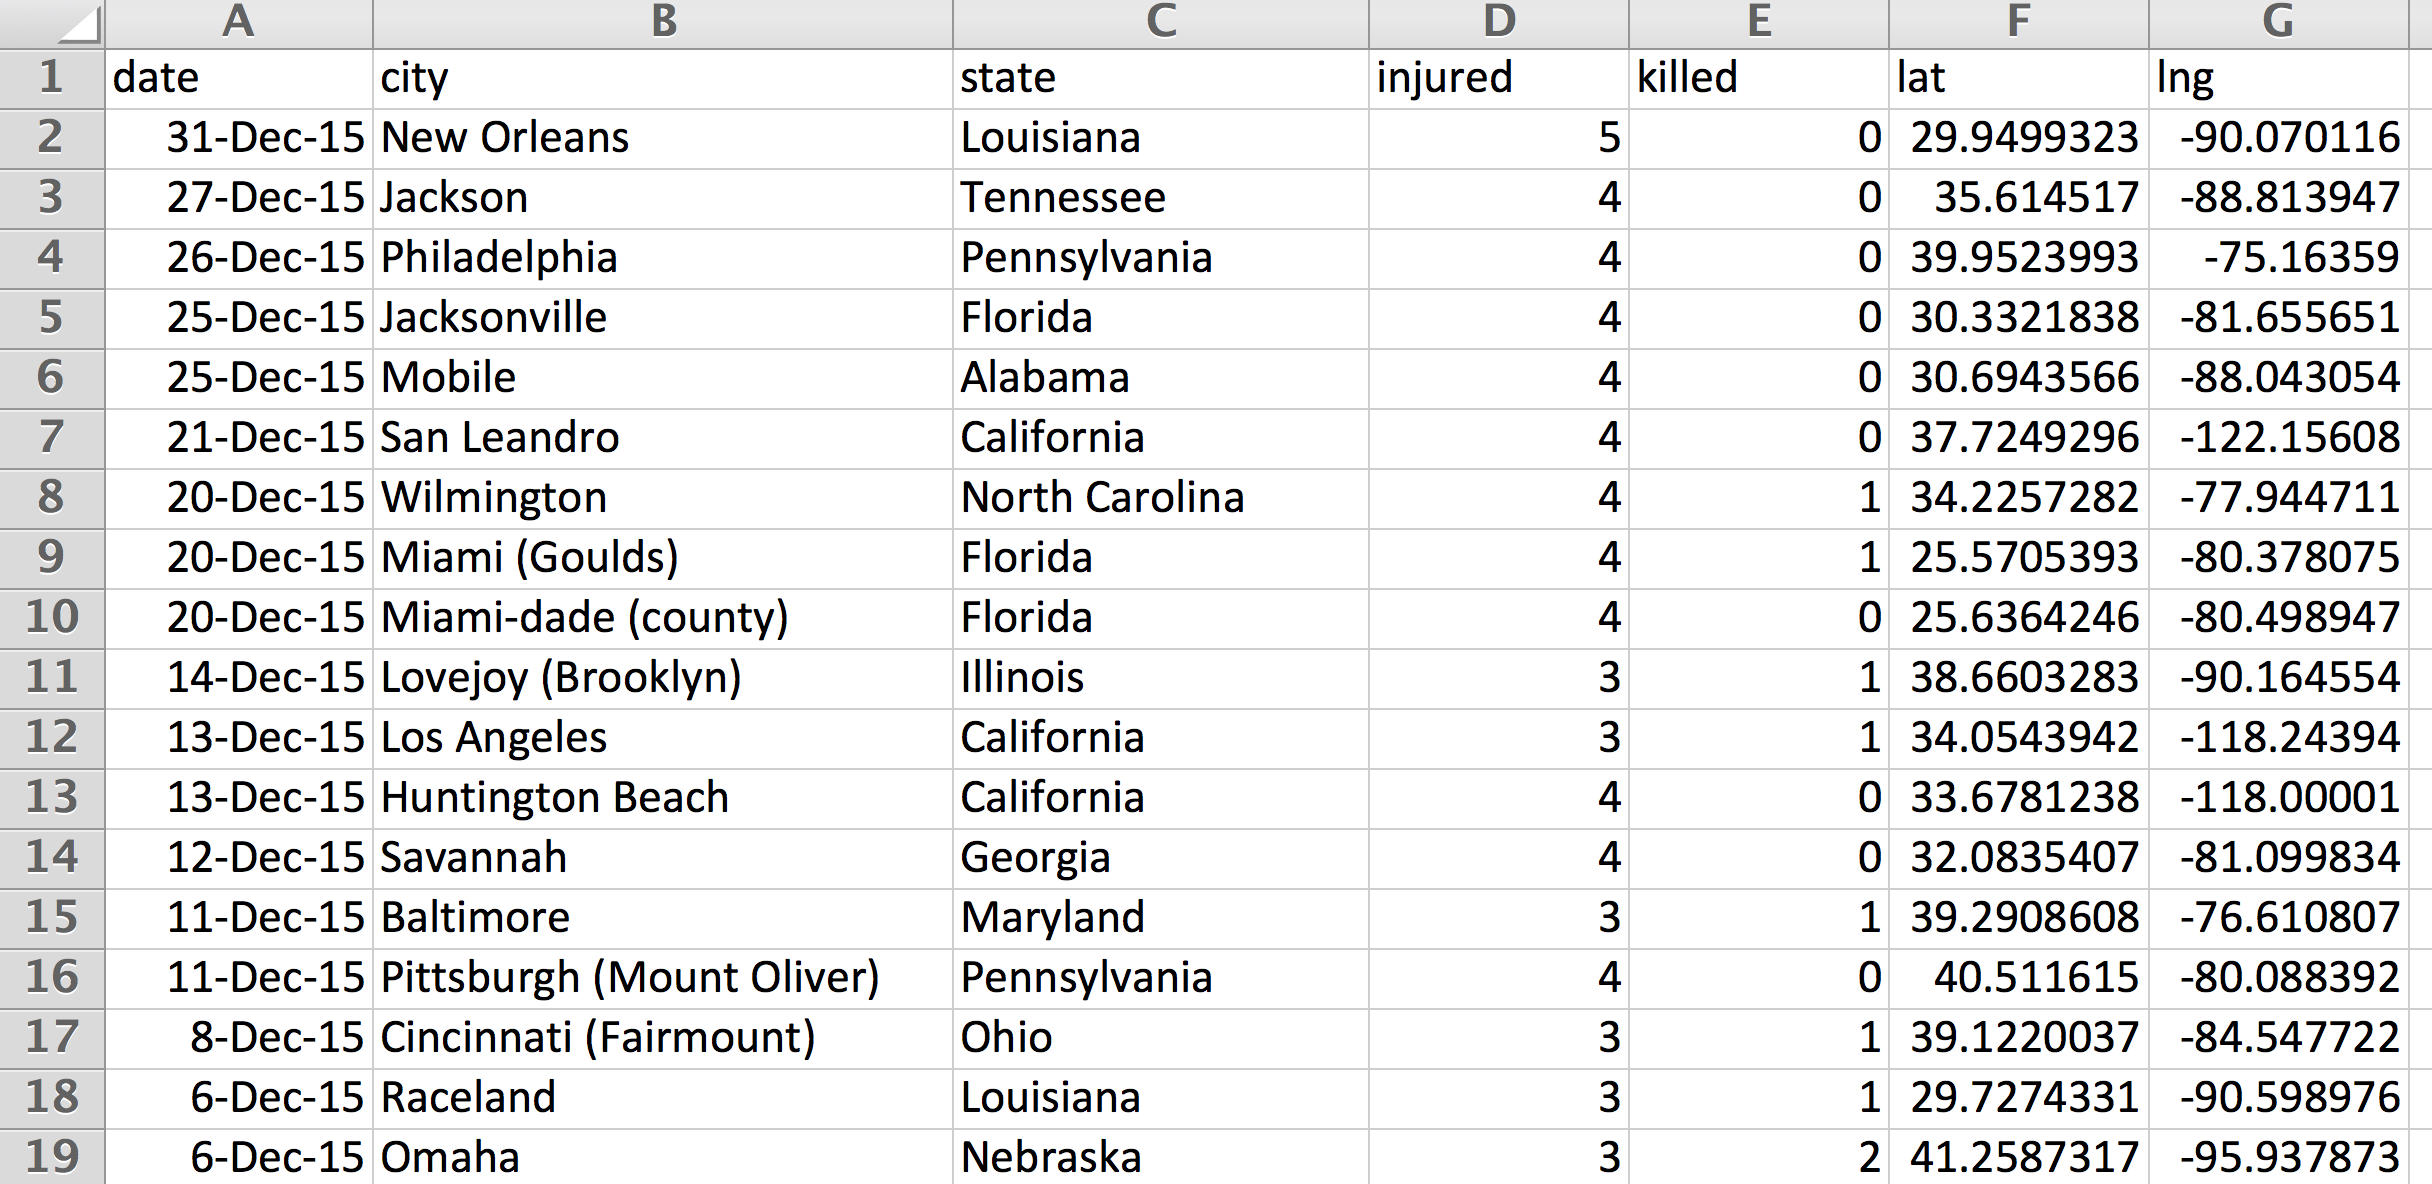 A B C D E F G
1 date city state injured killed lat lng
2 31-Dec-15 New Orleans Louisiana 5 0 29.9499323 -90.070116
3 27-Dec-15 Jackson Tennessee 4 0 35.614517 -88.813947
4 26-Dec-15 Philadelphia Pennsylvania 4 0 39.9523993 -75.16359
5 25-Dec-15 Jacksonville Florida 4 0 30.3321838 -81.655651
6 25-Dec-15 Mobile Alabama 4 0 30.6943566 -88.043054
7 21-Dec-15 San Leandro California 4 0 37.7249296 -122.15608
8 20-Dec-15 Wilmington North Carolina 4 1 34.2257282 -77.944711
9 20-Dec-15 Miami (Goulds) Florida 4 1 25.5705393 -80.378075
10 20-Dec-15 Miami-dade (county) Florida 4 0 25.6364246 -80.498947
11 14-Dec-15 Lovejoy (Brooklyn) Illinois 3 1 38.6603283 -90.164554
12 13-Dec-15 Los Angeles California 3 1 34.0543942 -118.24394
13 13-Dec-15 Huntington Beach California 4 0 33.6781238 -118.00001
14 12-Dec-15 Savannah Georgia 4 0 32.0835407 -81.099834
15 11-Dec-15 Baltimore Maryland 3 1 39.2908608 -76.610807
16 11-Dec-15 Pittsburgh (Mount Oliver) Pennsylvania 4 0 40.511615 -80.088392
17 8-Dec-15 Cincinnati (Fairmount) Ohio 3 1 39.1220037 -84.547722
18 6-Dec-15 Raceland Louisiana 3 1 29.7274331 -90.598976
19 6-Dec-15 Omaha Nebraska 3 2 41.2587317 -95.937873